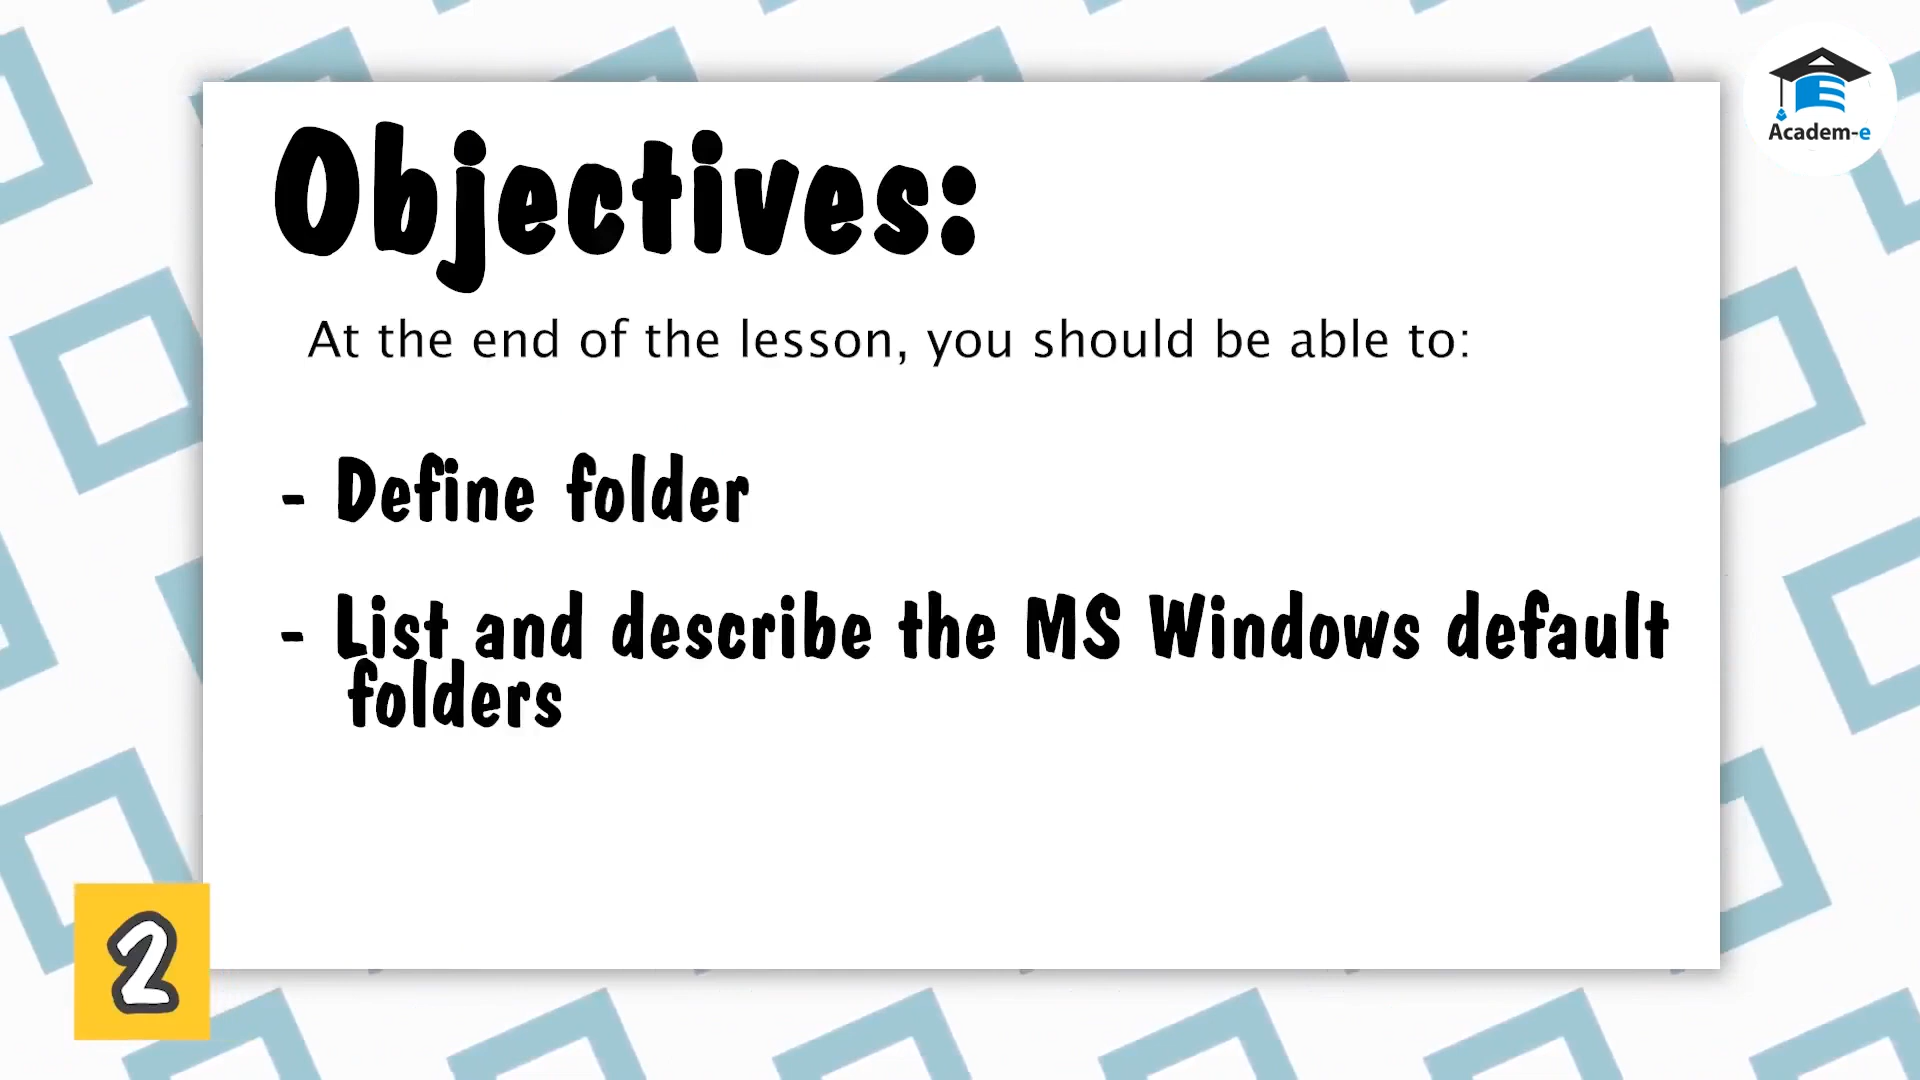 Academ-e
Objectives:
At the end of the lesson, you should be able to:
- Define folder
- List and describe the MS Windows default
folders
2